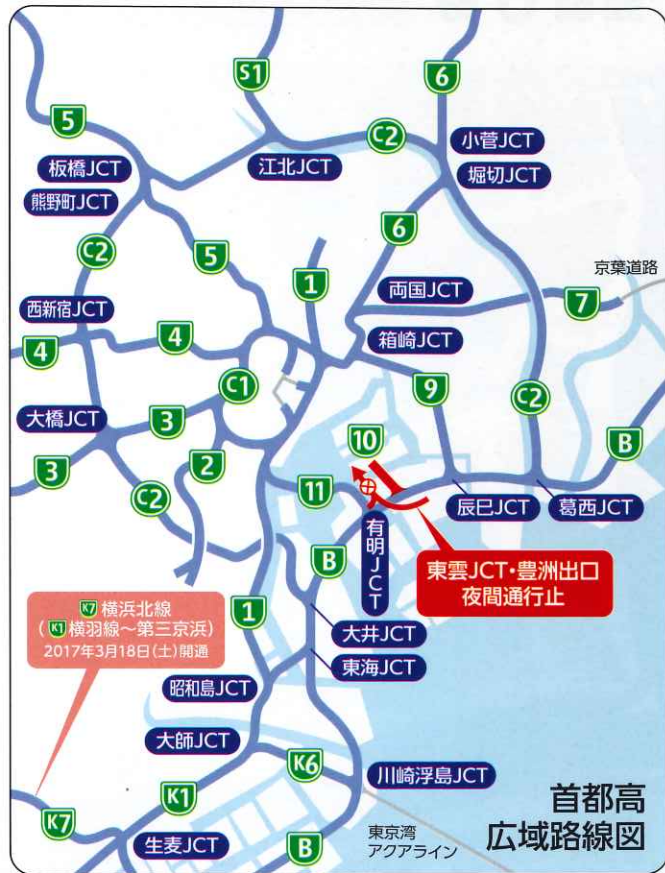 S1
6
5
C2
小菅JCT
板橋JCT
江北JCT
堀切JCT
熊野町JCT
6
C2
5
京葉道路
1
両国JCT
7
西新宿JCT
箱崎JCT
4
4
C1
9
C2
大橋JCT
3
10
B
2
3
11
辰巳JCT
葛西JCT
C2
有明JCT
B
東雲JCT・豊洲出口
夜間通行止
K7 横浜北線
(K1 横羽線～第三京浜)
2017年3月18日(土)開通
1
大井JCT
東海JCT
昭和島JCT
大師JCT
K6
川崎浮島JCT
K1
首都高
広域路線図
K7
東京湾
アクアライン
生麦JCT
B